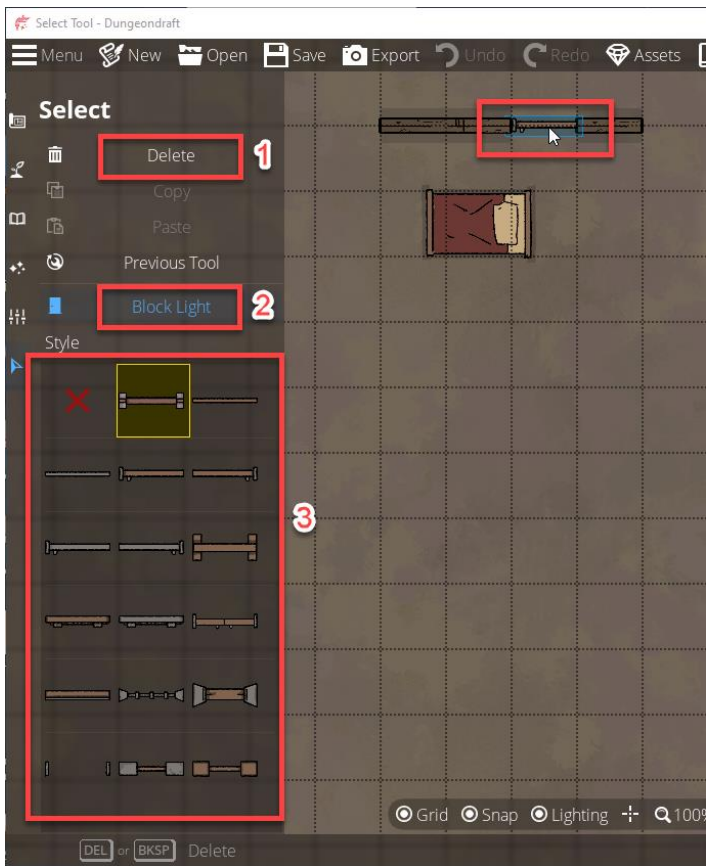 Select Tool - Dungeondraft
Menu New Open Save Export Undo Redo Assets
Select
Delete 1
Copy
Paste
Previous Tool
Block Light 2
Style
3
Grid Snap Lighting 100%
DEL or BKSP Delete